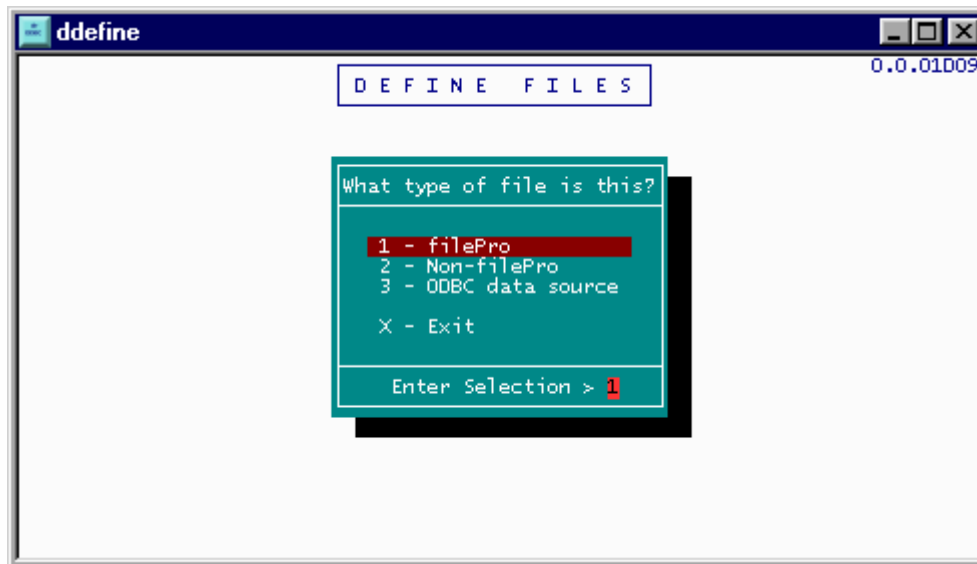 ddefine
0.0.01D09
D E F I N E   F I L E S
What type of file is this?
1 - filePro
2 - Non-filePro
3 - ODBC data source
X - Exit
Enter Selection > 1